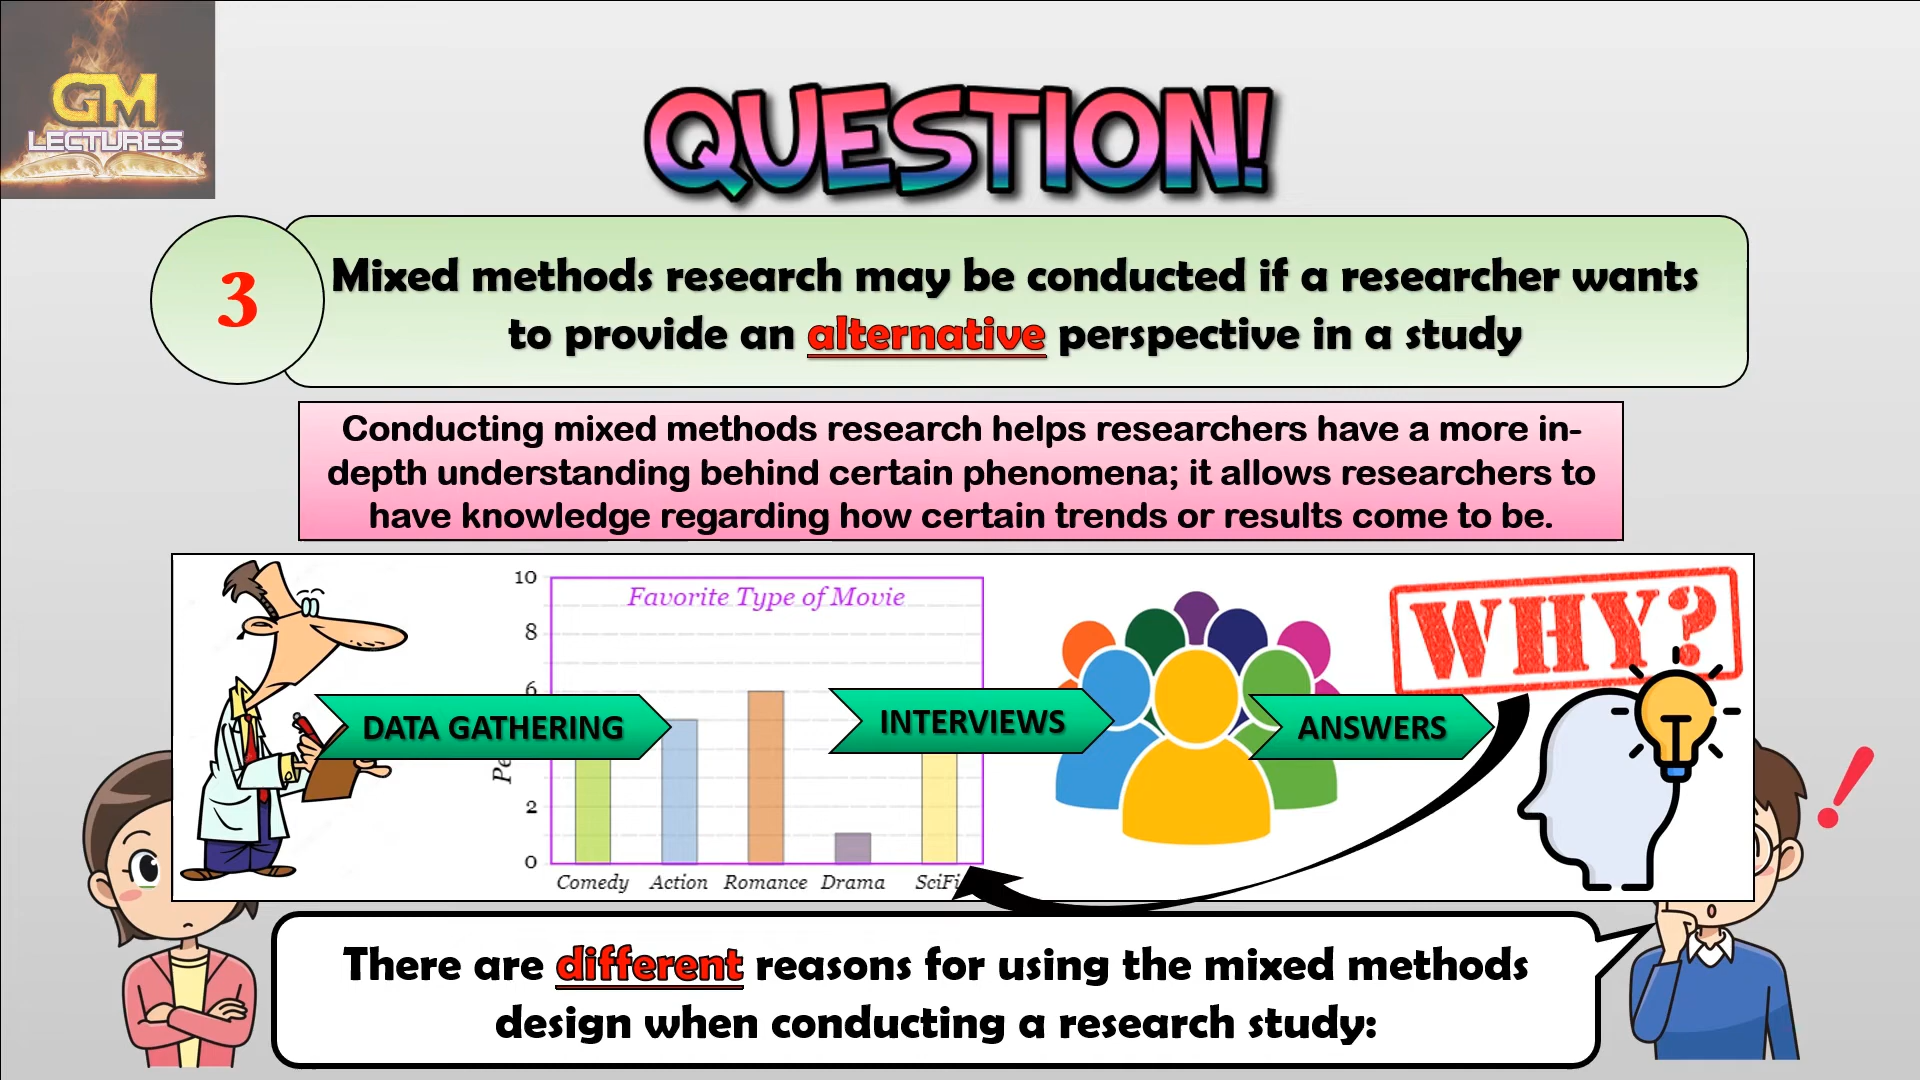 GM
LECTURES
QUESTION!
3
Mixed methods research may be conducted if a researcher wants
to provide an alternative perspective in a study
Conducting mixed methods research helps researchers have a more in-
depth understanding behind certain phenomena; it allows researchers to
have knowledge regarding how certain trends or results come to be.
10
Favorite Type of Movie
8
6
2
0
Comedy Action Romance Drama SciFi
DATA GATHERING
INTERVIEWS
ANSWERS
WHY?
There are different reasons for using the mixed methods
design when conducting a research study: